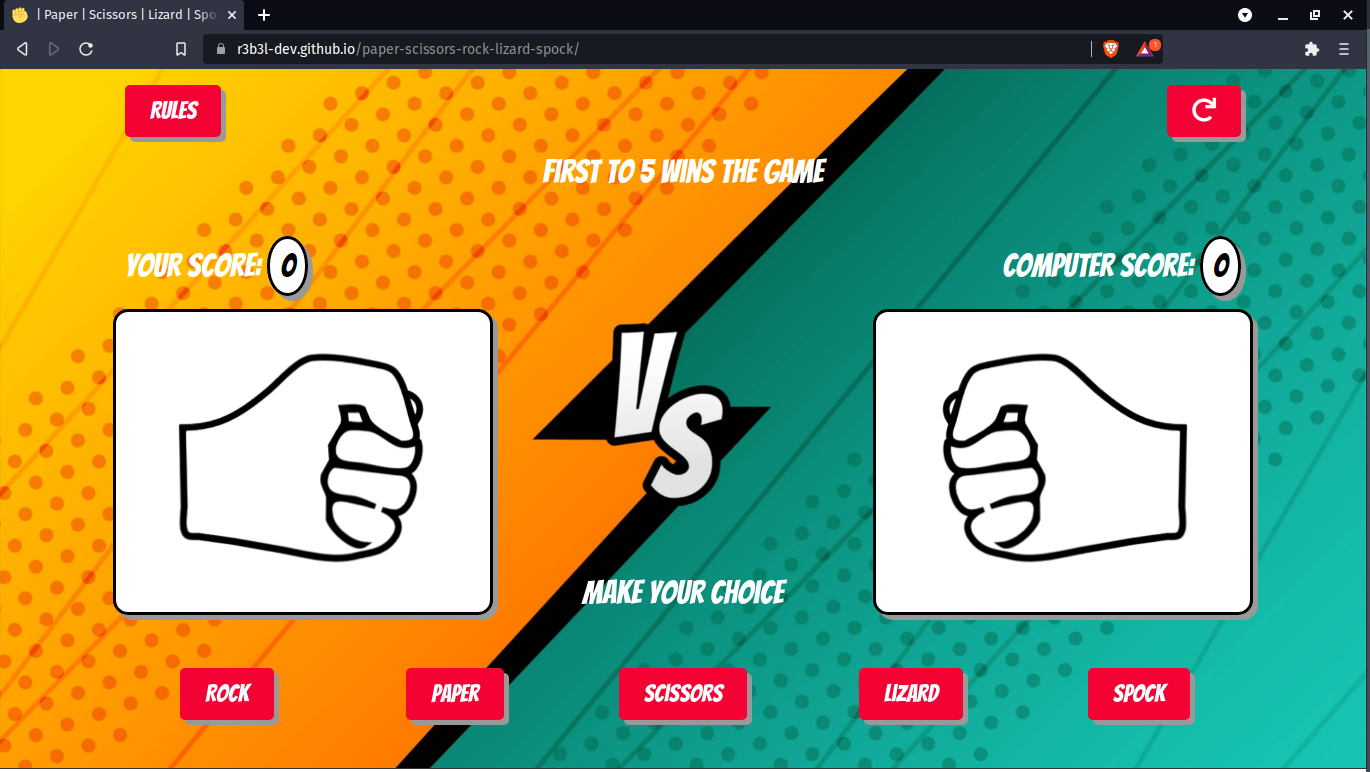 | Paper | Scissors | Lizard | Spo
r3b3l-dev.github.io/paper-scissors-rock-lizard-spock/
1
RULES
FIRST TO 5 WINS THE GAME
YOUR SCORE: 0
COMPUTER SCORE: 0
VS
MAKE YOUR CHOICE
ROCK
PAPER
SCISSORS
LIZARD
SPOCK